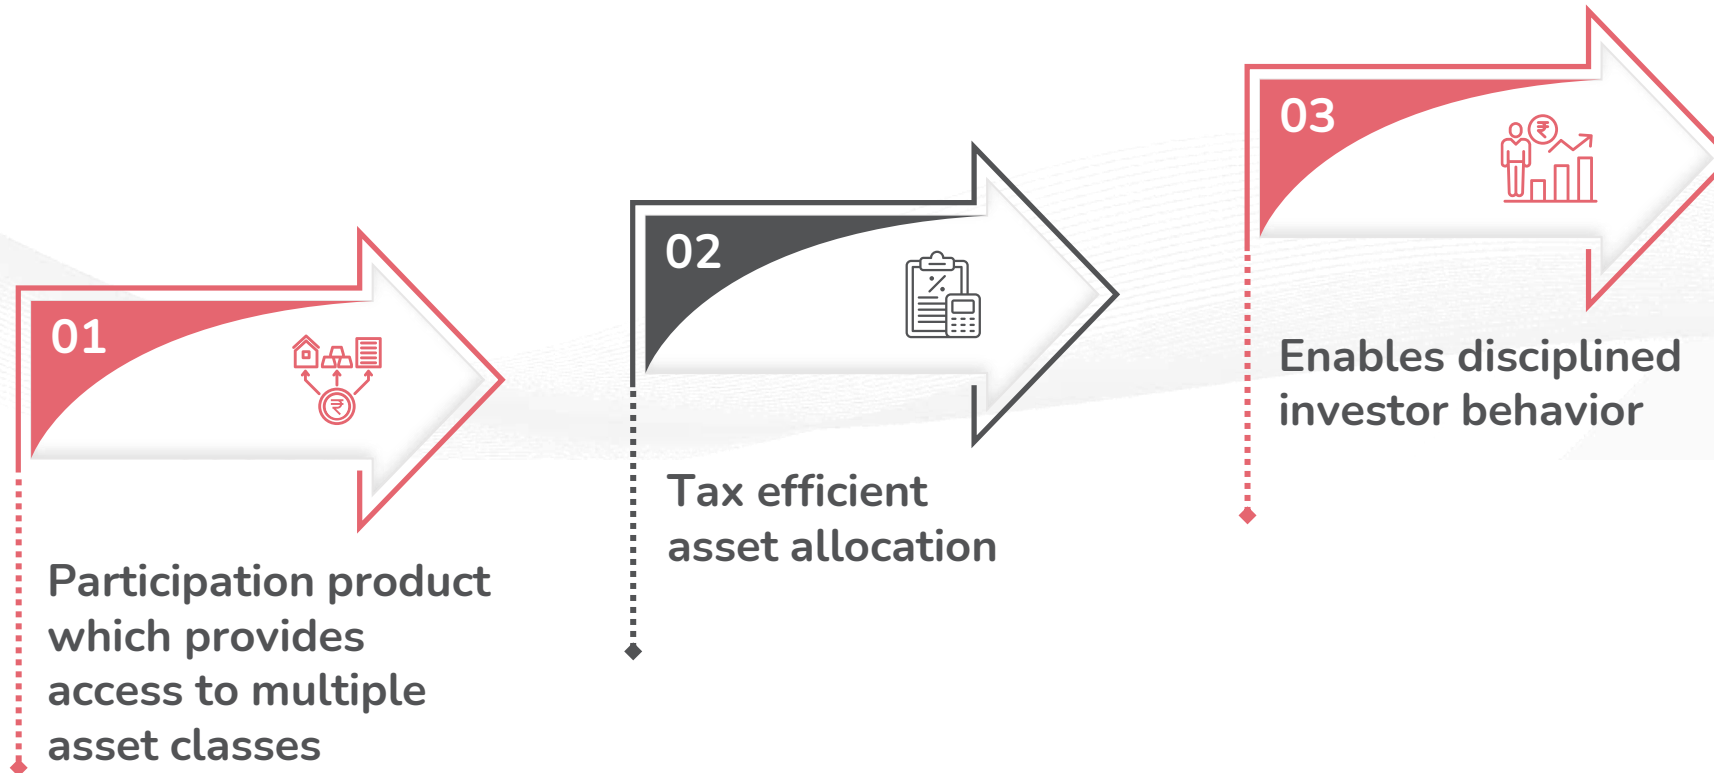 01
Participation product
which provides
access to multiple
asset classes
02
Tax efficient
asset allocation
03
Enables disciplined
investor behavior